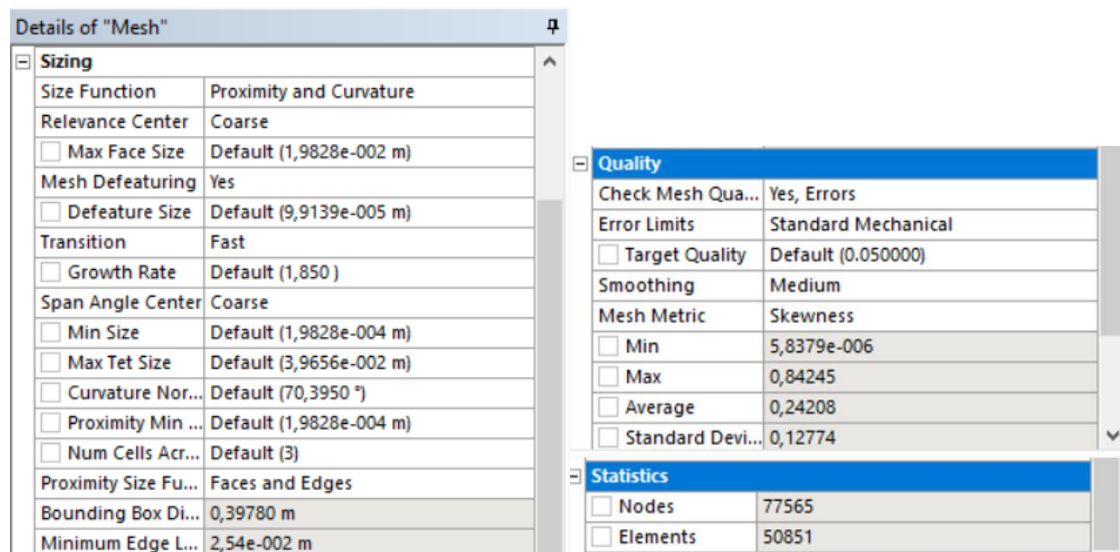 Details of "Mesh"
Sizing
Size Function Proximity and Curvature
Relevance Center Coarse
Max Face Size Default (1,9828e-002 m)
Mesh Defeaturing Yes
Defeature Size Default (9,9139e-005 m)
Transition Fast
Growth Rate Default (1,850 )
Span Angle Center Coarse
Min Size Default (1,9828e-004 m)
Max Tet Size Default (3,9656e-002 m)
Curvature Nor... Default (70,3950 °)
Proximity Min ... Default (1,9828e-004 m)
Num Cells Acr... Default (3)
Proximity Size Fu... Faces and Edges
Bounding Box Di... 0,39780 m
Minimum Edge L... 2,54e-002 m
Quality
Check Mesh Qua... Yes, Errors
Error Limits Standard Mechanical
Target Quality Default (0.050000)
Smoothing Medium
Mesh Metric Skewness
Min 5,8379e-006
Max 0,84245
Average 0,24208
Standard Devi... 0,12774
Statistics
Nodes 77565
Elements 50851